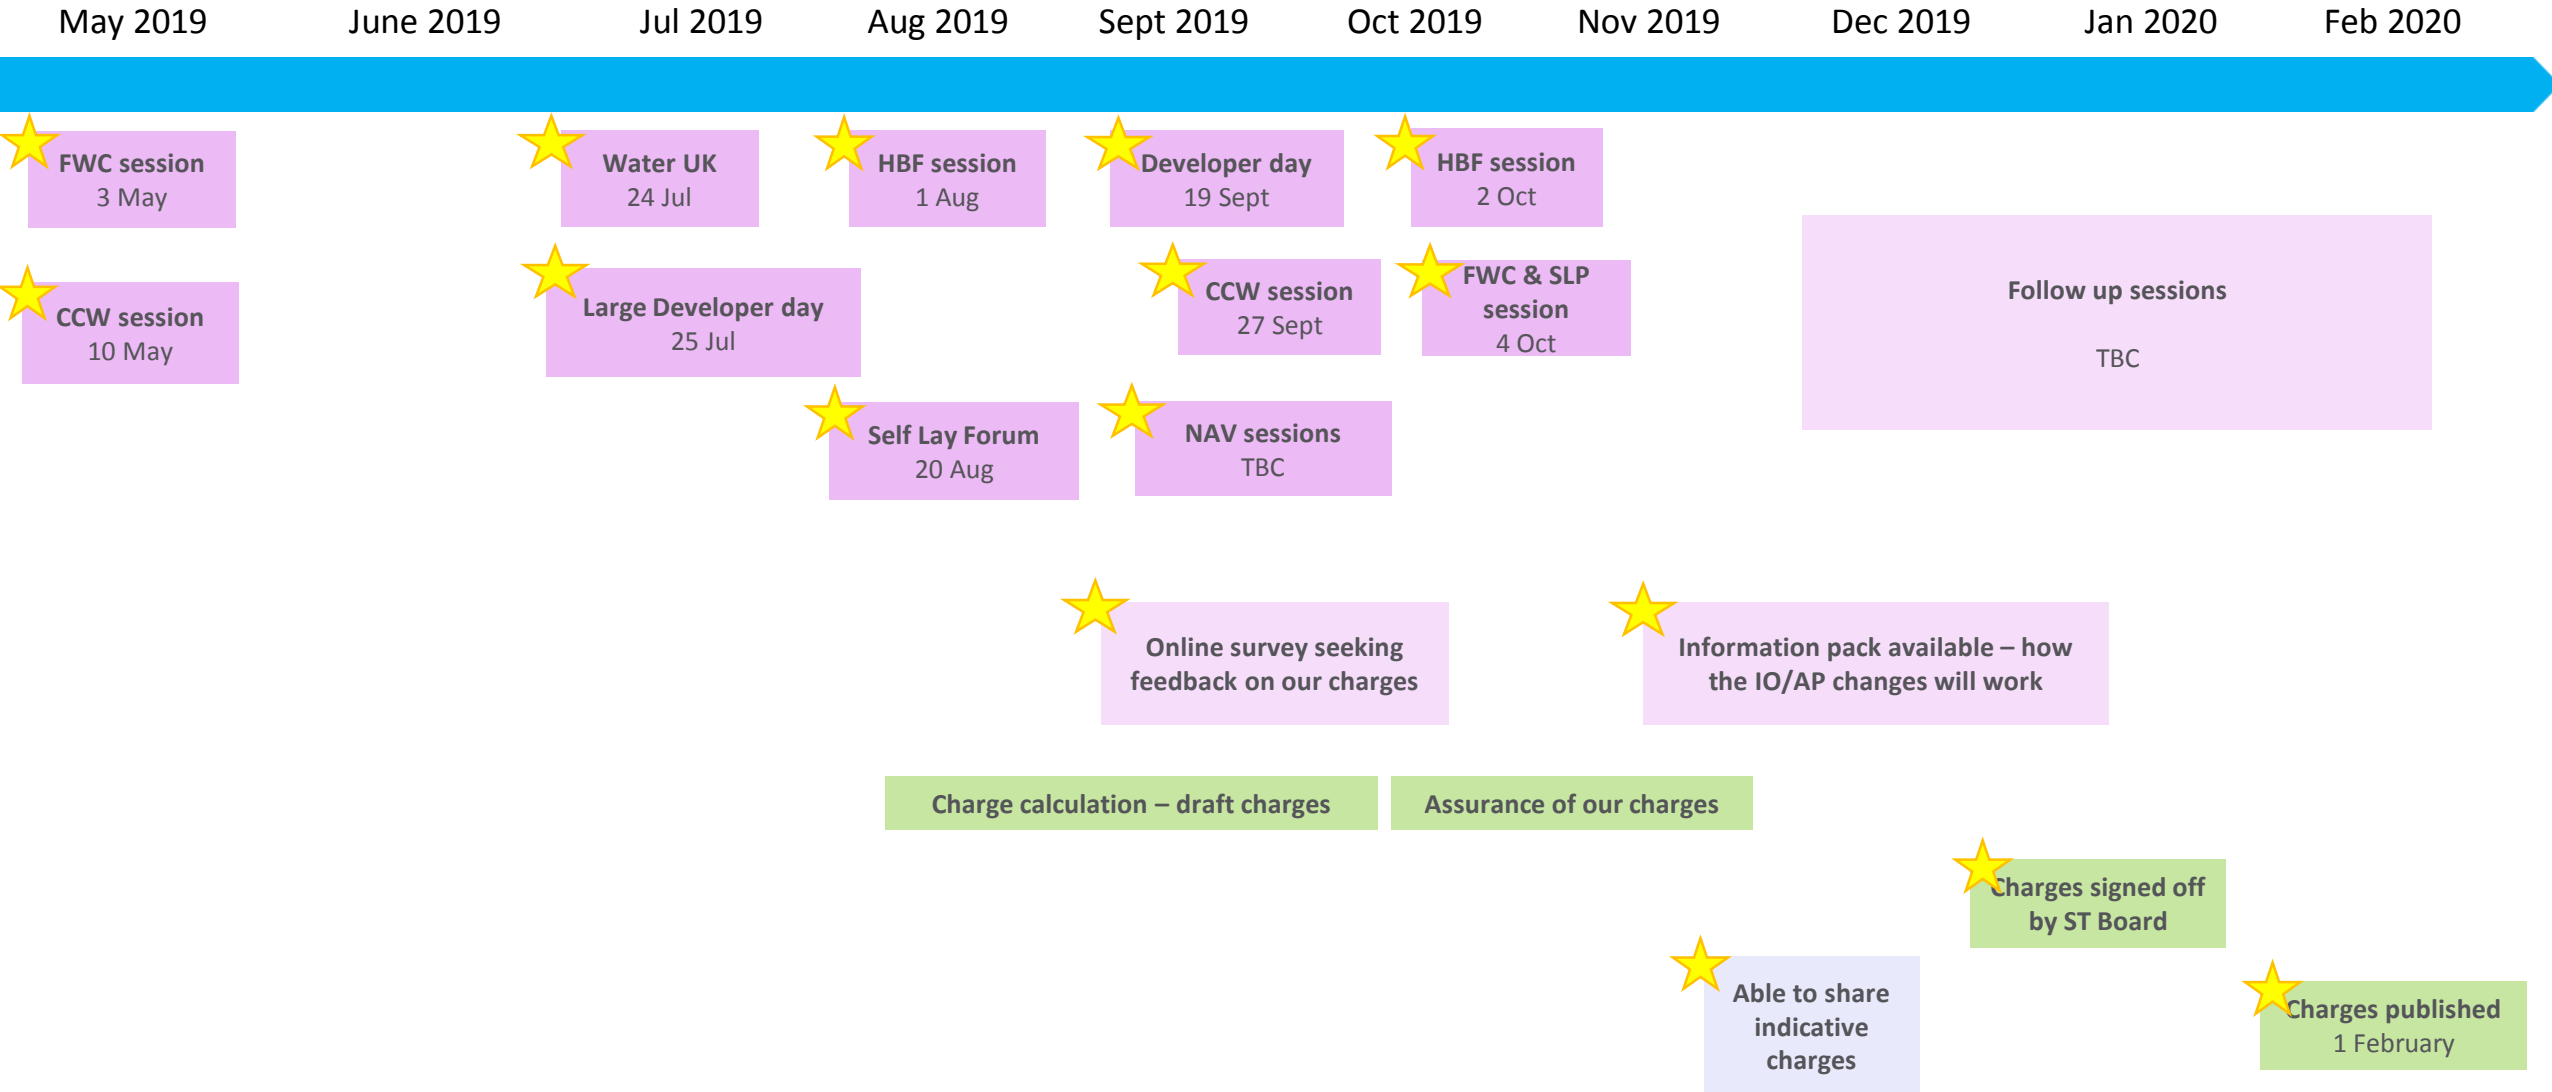 May 2019 June 2019 Jul 2019 Aug 2019 Sept 2019 Oct 2019 Nov 2019 Dec 2019 Jan 2020 Feb 2020
FWC session
3 May
Water UK
24 Jul
HBF session
1 Aug
Developer day
19 Sept
HBF session
2 Oct
CCW session
10 May
Large Developer day
25 Jul
CCW session
27 Sept
FWC & SLP
session
4 Oct
Follow up sessions
TBC
Self Lay Forum
20 Aug
NAV sessions
TBC
Online survey seeking
feedback on our charges
Information pack available – how
the IO/AP changes will work
Charge calculation – draft charges
Assurance of our charges
Charges signed off
by ST Board
Able to share
indicative
charges
Charges published
1 February